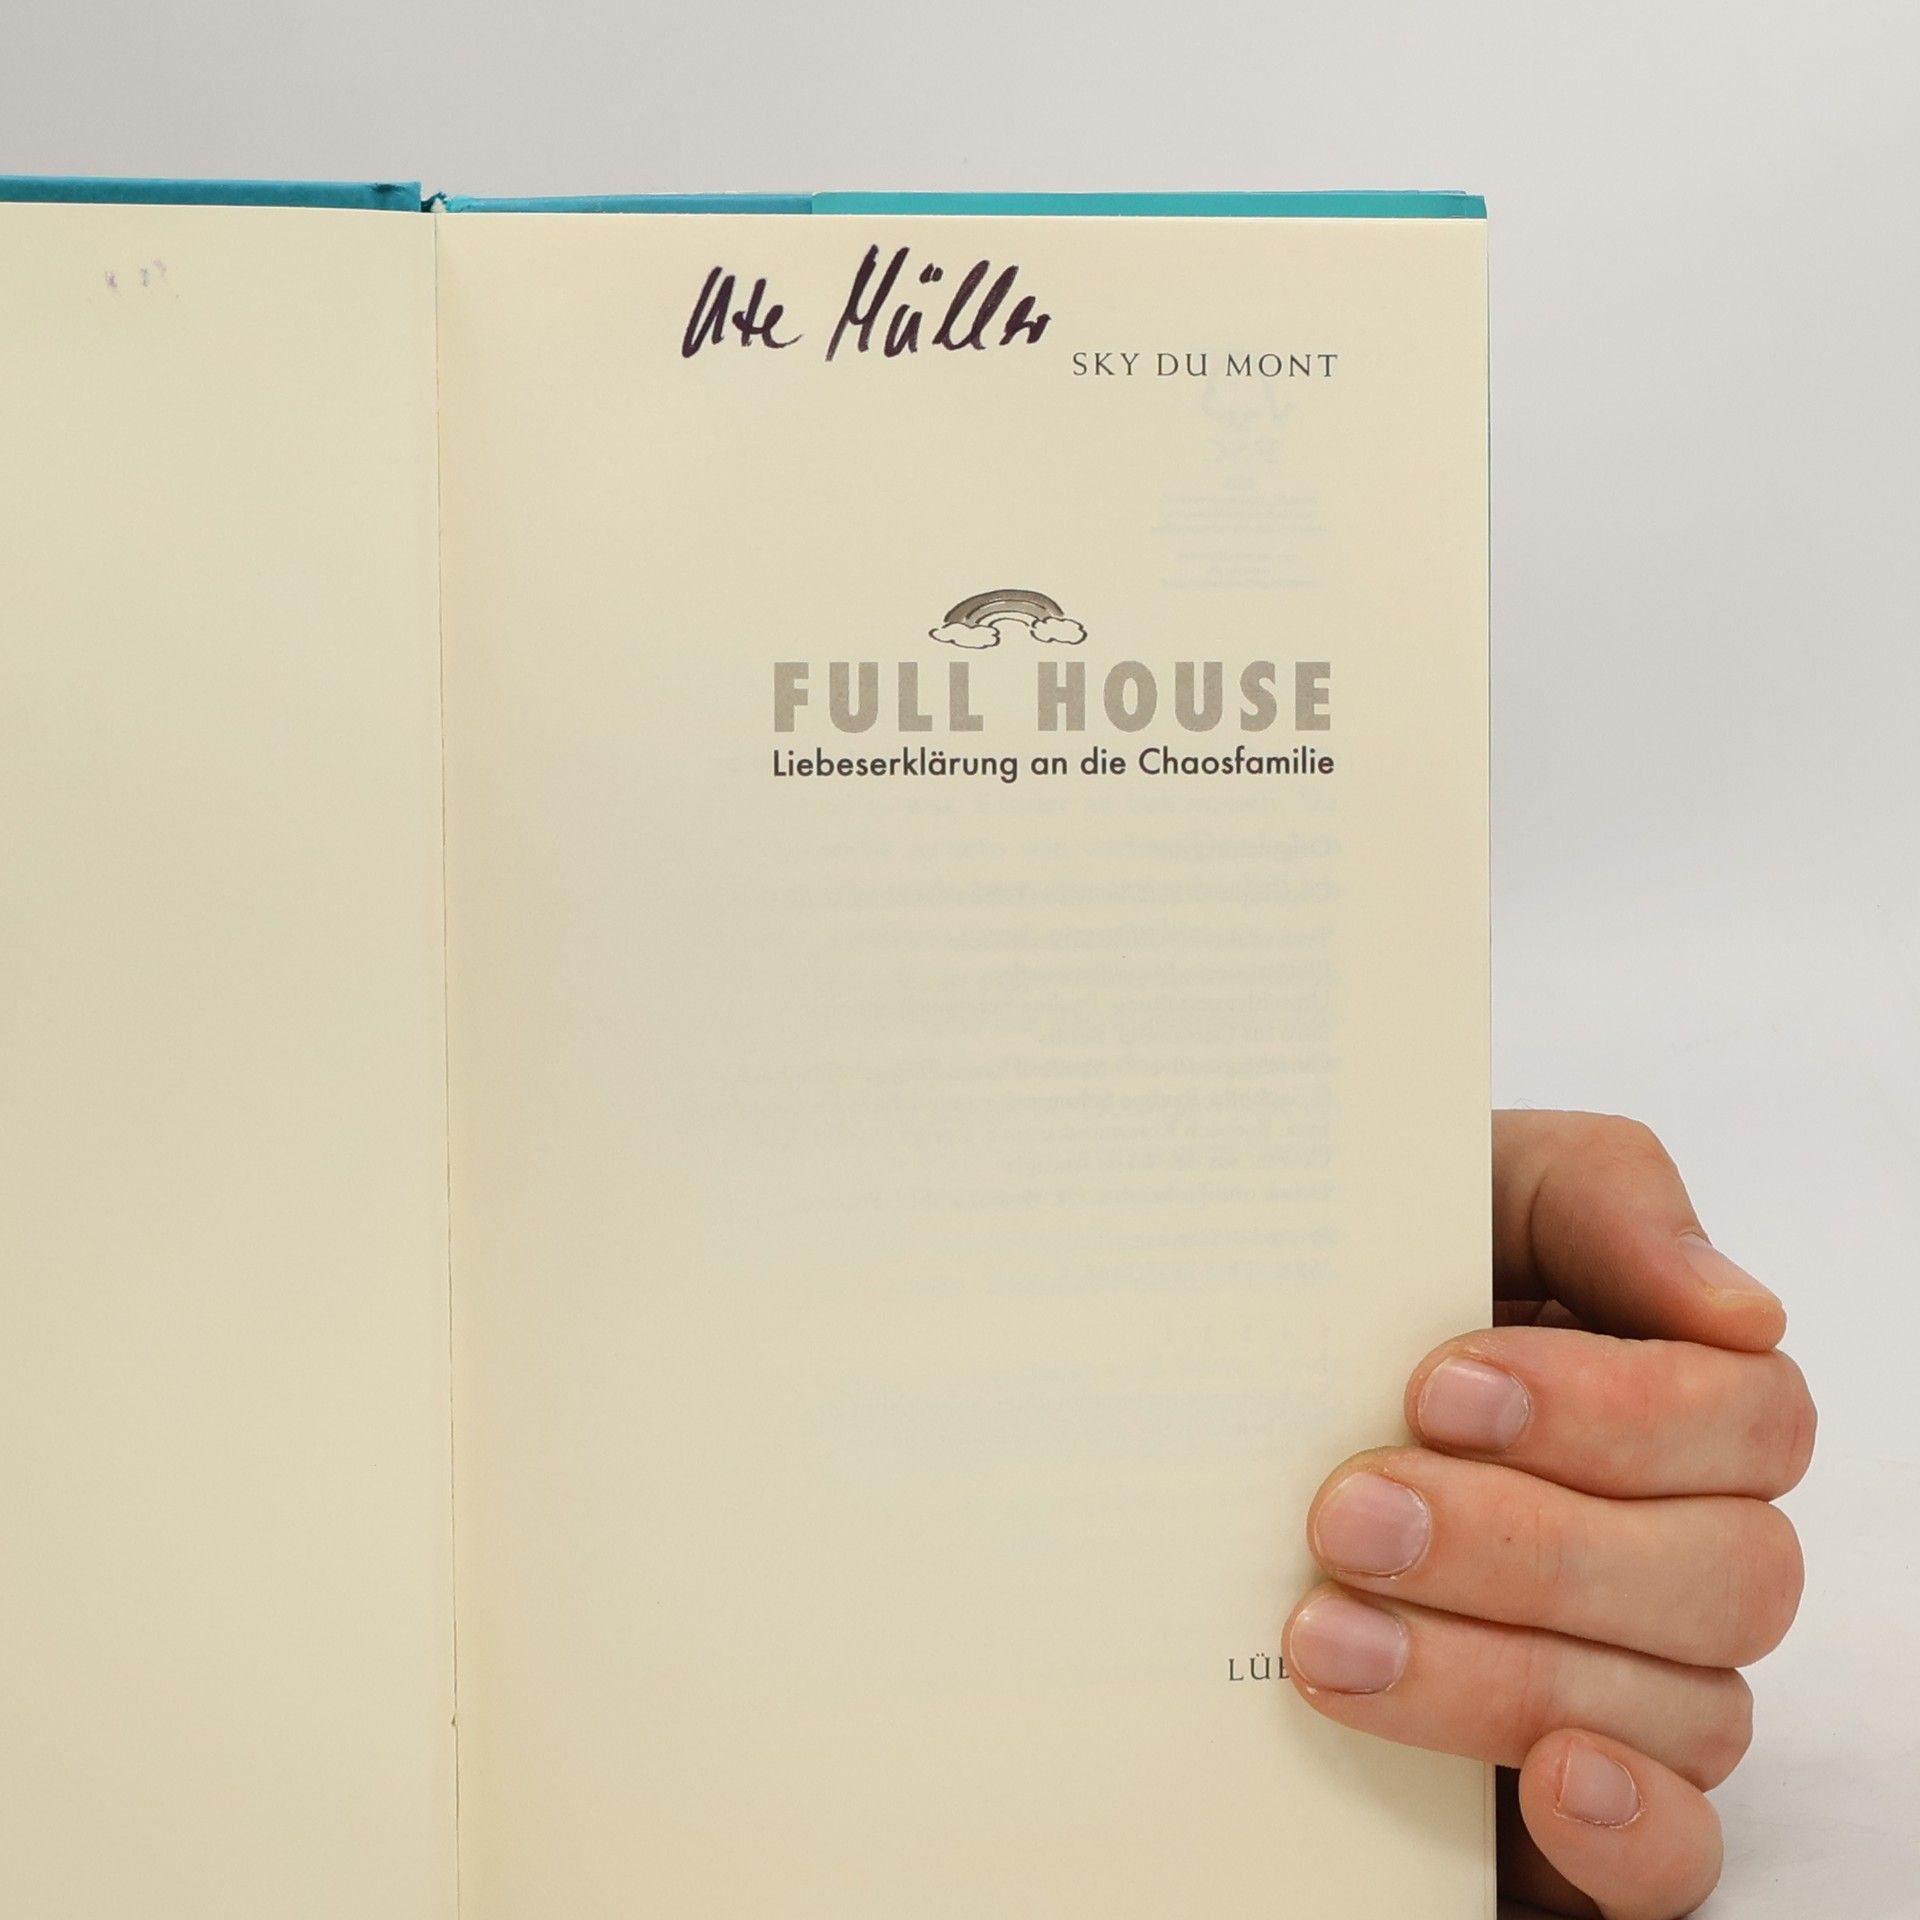 Ute Müller
SKY DU MONT
FULL HOUSE
Liebeserklärung an die Chaosfamilie